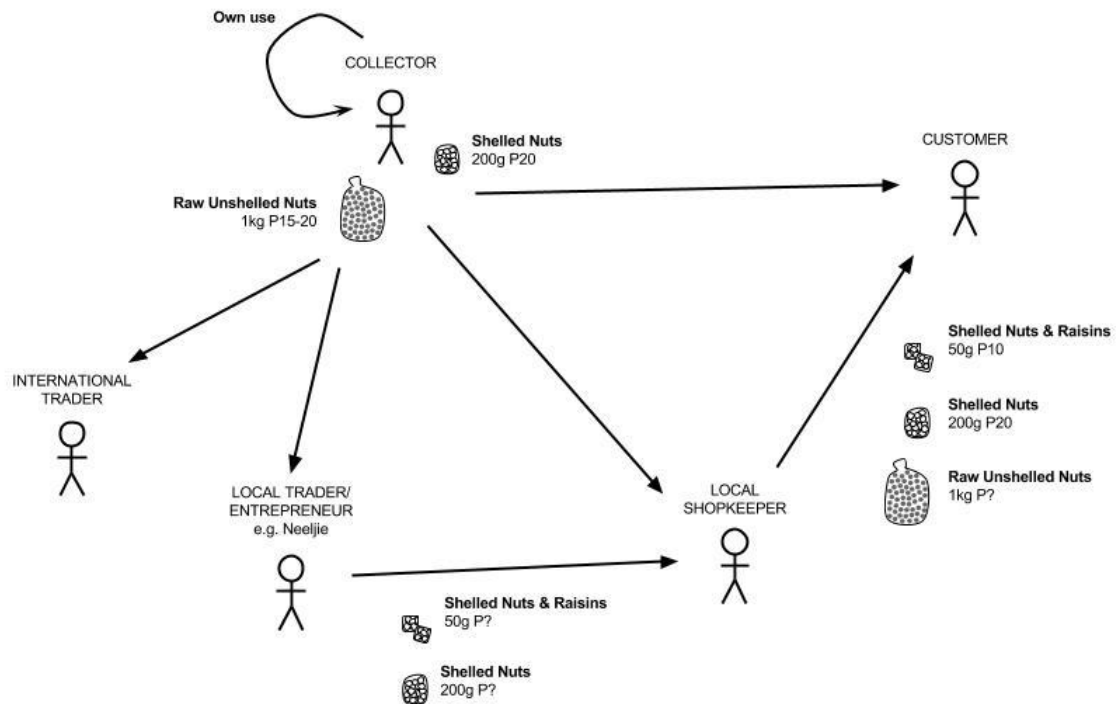 Own use
COLLECTOR
Shelled Nuts
200g P20
CUSTOMER
Raw Unshelled Nuts
1kg P15-20
INTERNATIONAL
TRADER
Shelled Nuts & Raisins
50g P10
Shelled Nuts
200g P20
Raw Unshelled Nuts
1kg P?
LOCAL TRADER/
ENTREPRENEUR
e.g. Neeljie
LOCAL
SHOPKEEPER
Shelled Nuts & Raisins
50g P?
Shelled Nuts
200g P?